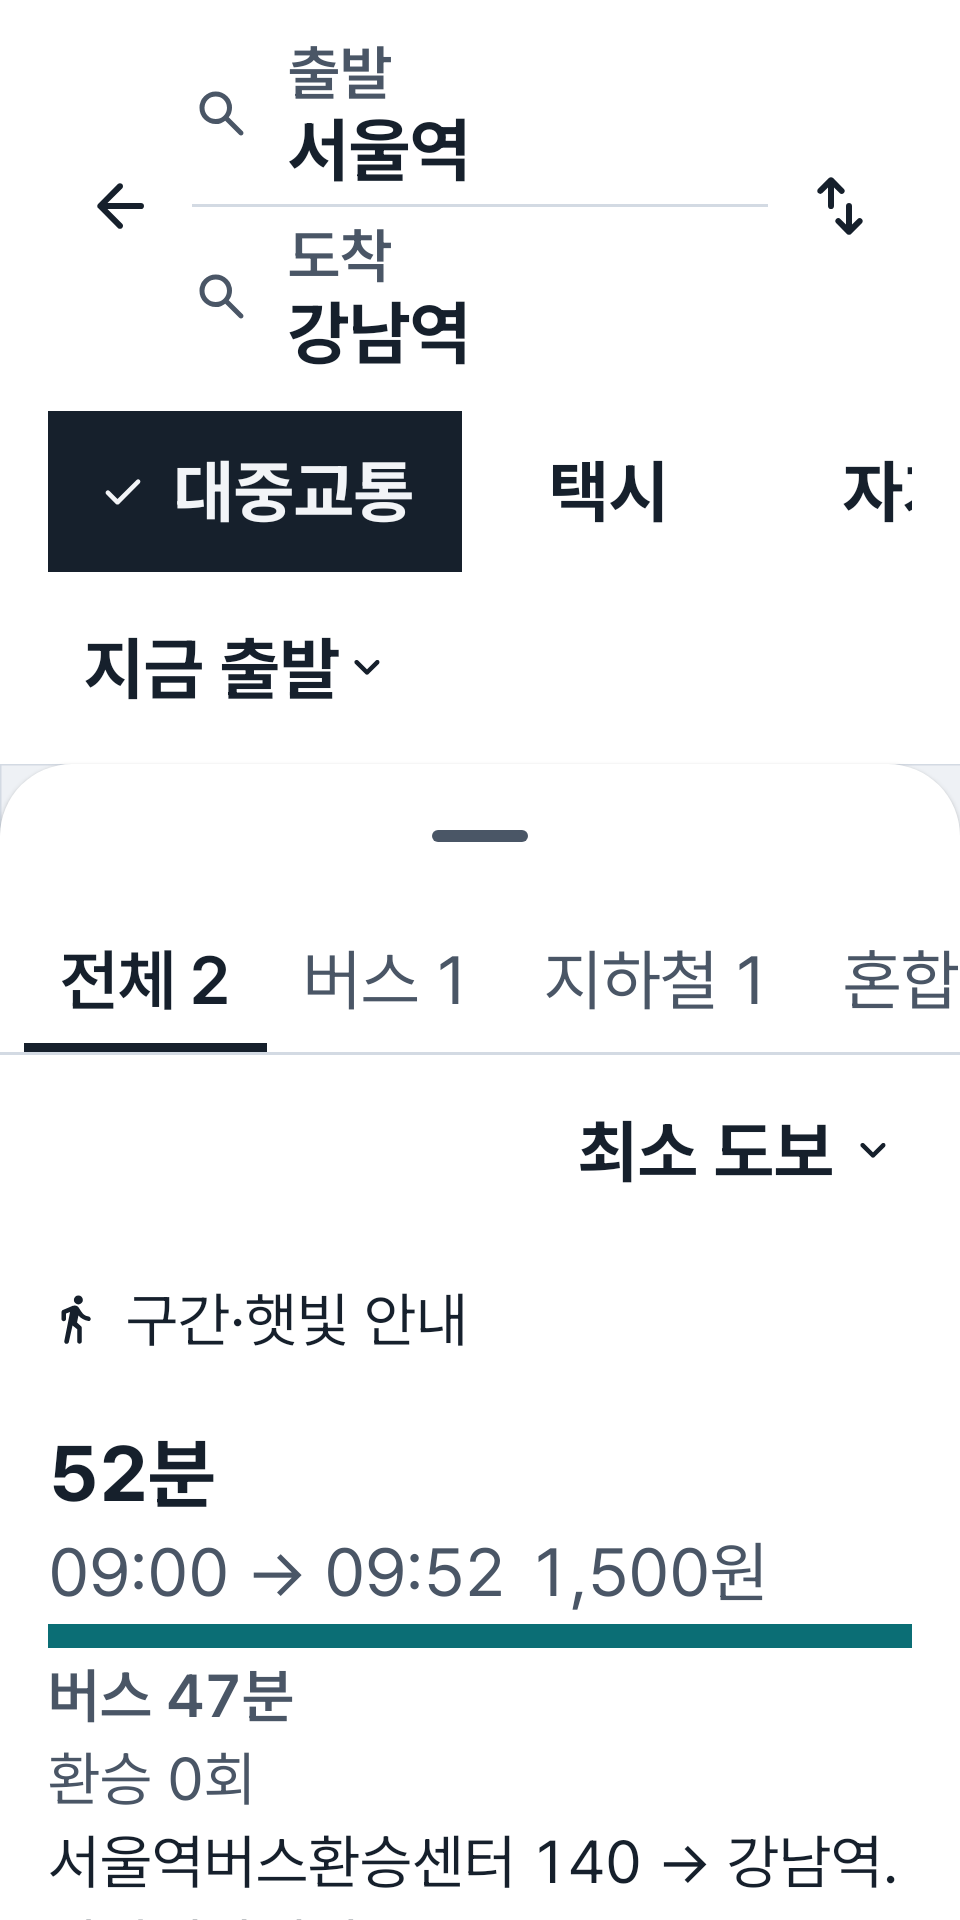 출발
서울역
도착
강남역
대중교통 택시
지금 출발
전체 2 버스 1 지하철 1 혼합
최소 도보
구간·햇빛 안내
52분
09:00 → 09:52 1,500원
버스 47분
환승 0회
서울역버스환승센터 140 → 강남역.